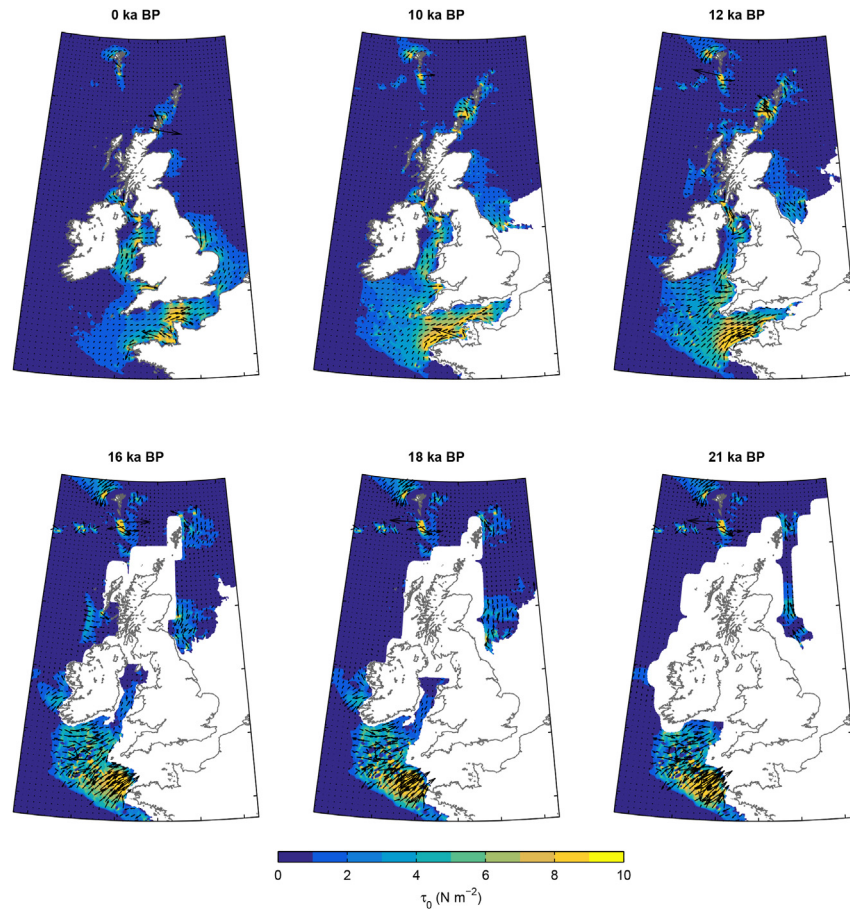 0 ka BP
10 ka BP
12 ka BP
16 ka BP
18 ka BP
21 ka BP
0 2 4 6 8 10
τ₀ (N m⁻²)